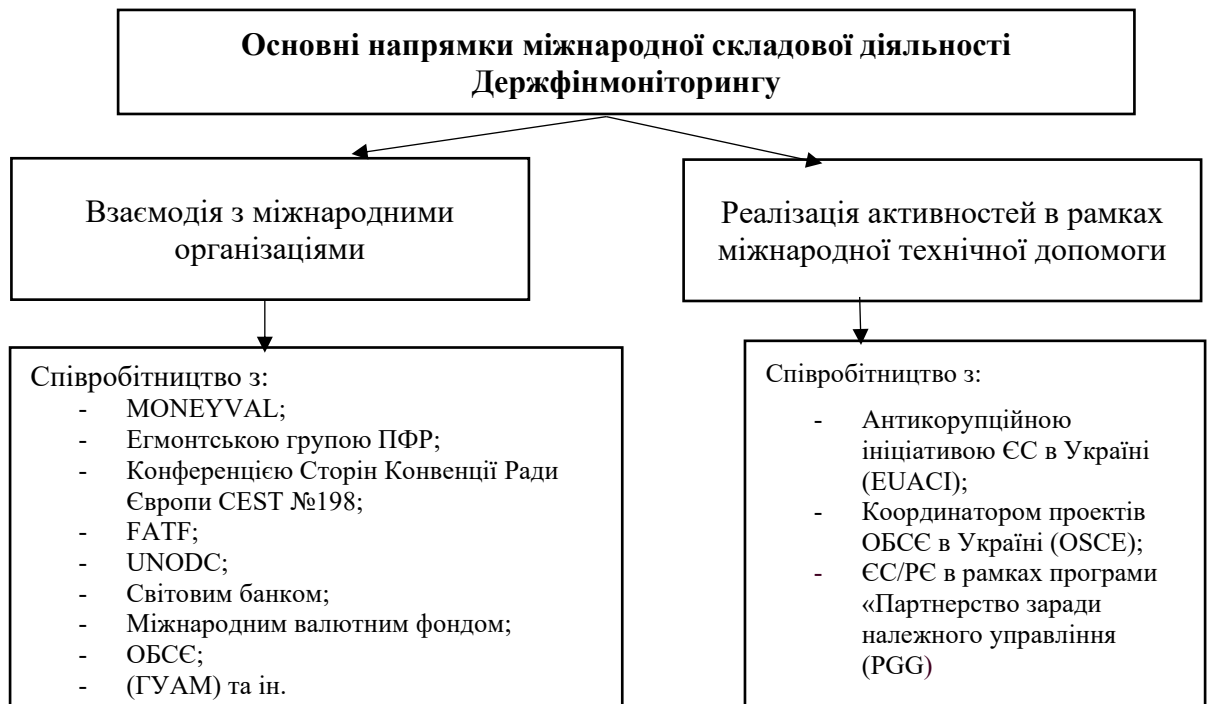 Основні напрямки міжнародної складової діяльності
Держфінмоніторингу
Взаємодія з міжнародними
організаціями
Реалізація активностей в рамках
міжнародної технічної допомоги
Співробітництво з:
- MONEYVAL;
- Егмонтською групою ПФР;
- Конференцією Сторін Конвенції Ради
Європи CEST №198;
- FATF;
- UNODC;
- Світовим банком;
- Міжнародним валютним фондом;
- ОБСЄ;
- (ГУАМ) та ін.
Співробітництво з:
- Антикорупційною
ініціативою ЄС в Україні
(EUACI);
- Координатором проектів
ОБСЄ в Україні (OSCE);
- ЄС/РЄ в рамках програми
«Партнерство заради
належного управління
(PGG)